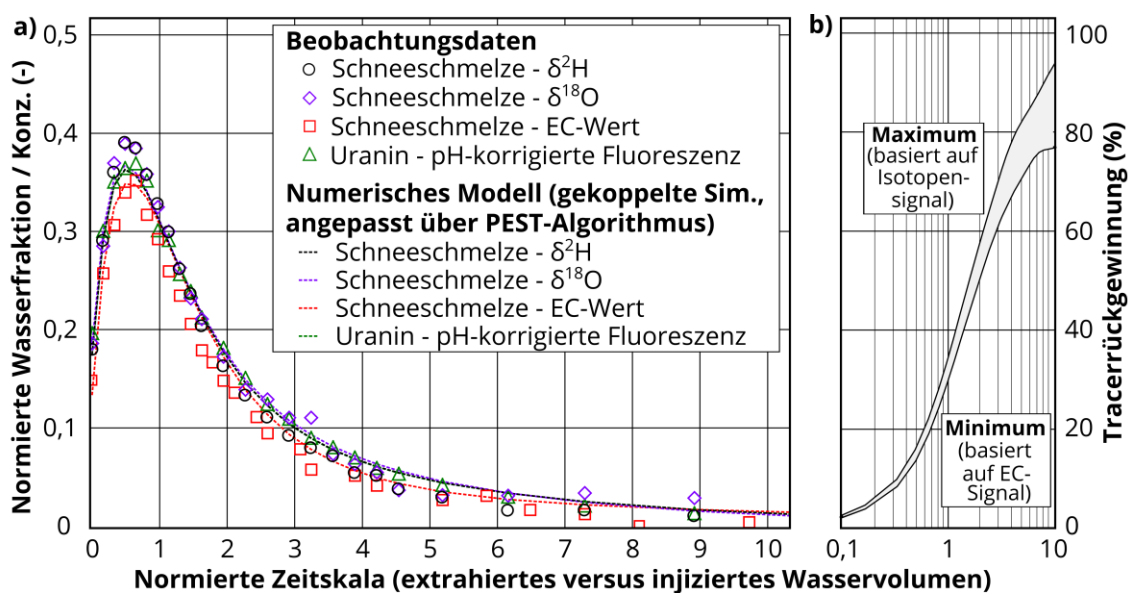 a)
0,5
0,4
0,3
0,2
0,1
0
Normierte Wasserfraktion / Konz. (-)
Beobachtungsdaten
Schneeschmelze - δ²H
Schneeschmelze - δ¹⁸O
Schneeschmelze - EC-Wert
Uranin - pH-korrigierte Fluoreszenz
Numerisches Modell (gekoppelte Sim.,
angepasst über PEST-Algorithmus)
Schneeschmelze - δ²H
Schneeschmelze - δ¹⁸O
Schneeschmelze - EC-Wert
Uranin - pH-korrigierte Fluoreszenz
0 1 2 3 4 5 6 7 8 9 10
b)
Maximum
(basiert auf
Isotopen-
signal)
Minimum
(basiert
auf EC-
Signal)
100
80
60
40
20
0
Tracerrückgewinnung (%)
0,1 1 10
Normierte Zeitskala (extrahiertes versus injiziertes Wasservolumen)